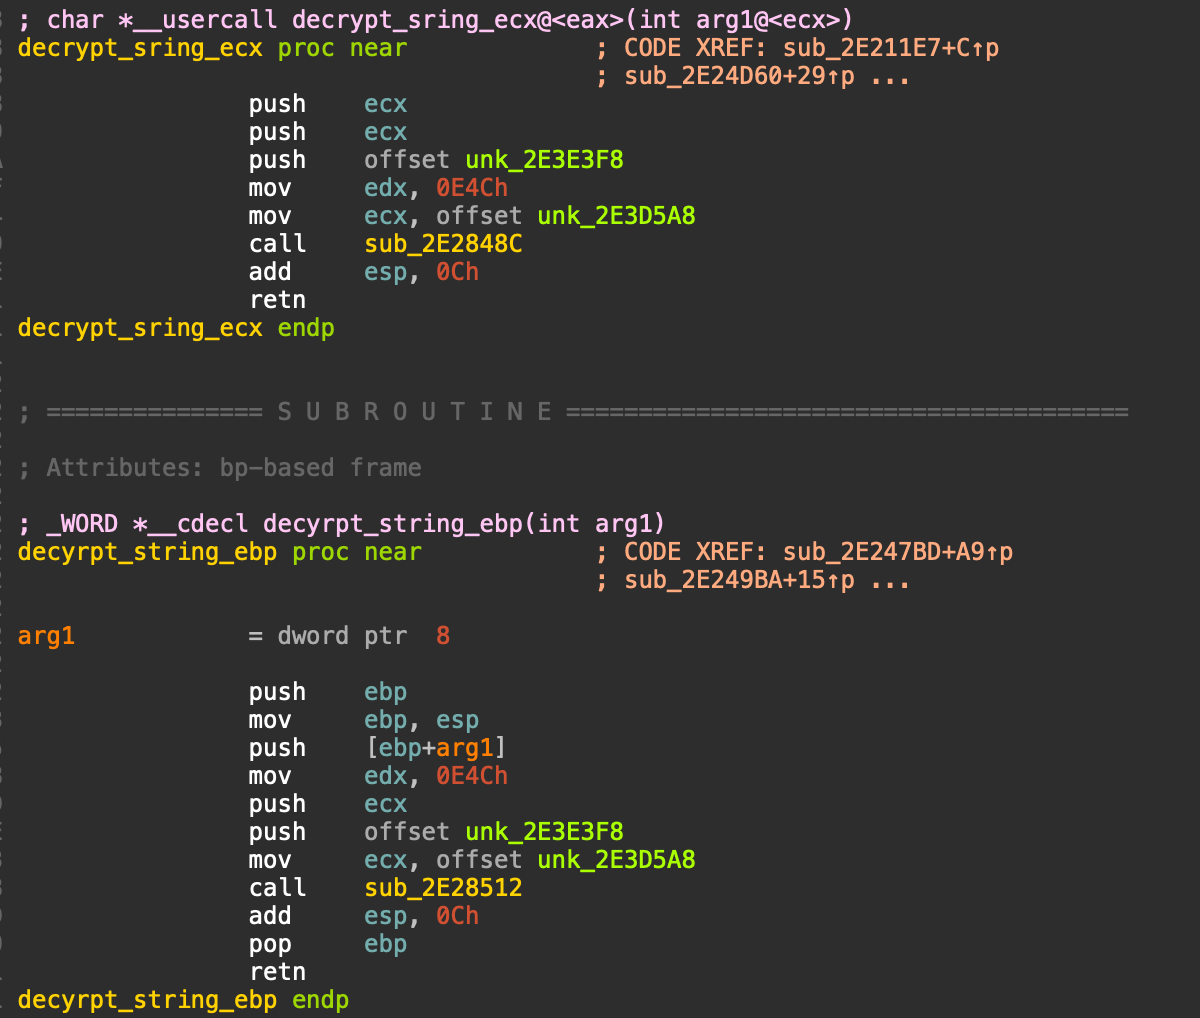 ; char *__usercall decrypt_sring_ecx@<eax>(int arg1@<ecx>)
decrypt_sring_ecx proc near ; CODE XREF: sub_2E211E7+C↑p
; sub_2E24D60+29↑p ...
push ecx
push ecx
push offset unk_2E3E3F8
mov edx, 0E4Ch
mov ecx, offset unk_2E3D5A8
call sub_2E2848C
add esp, 0Ch
retn
decrypt_sring_ecx endp
; =============== S U B R O U T I N E =======================================
; Attributes: bp-based frame
; _WORD *__cdecl decyrpt_string_ebp(int arg1)
decyrpt_string_ebp proc near ; CODE XREF: sub_2E247BD+A9↑p
; sub_2E249BA+15↑p ...
arg1 = dword ptr 8
push ebp
mov ebp, esp
push [ebp+arg1]
mov edx, 0E4Ch
push ecx
push offset unk_2E3E3F8
mov ecx, offset unk_2E3D5A8
call sub_2E28512
add esp, 0Ch
pop ebp
retn
decyrpt_string_ebp endp